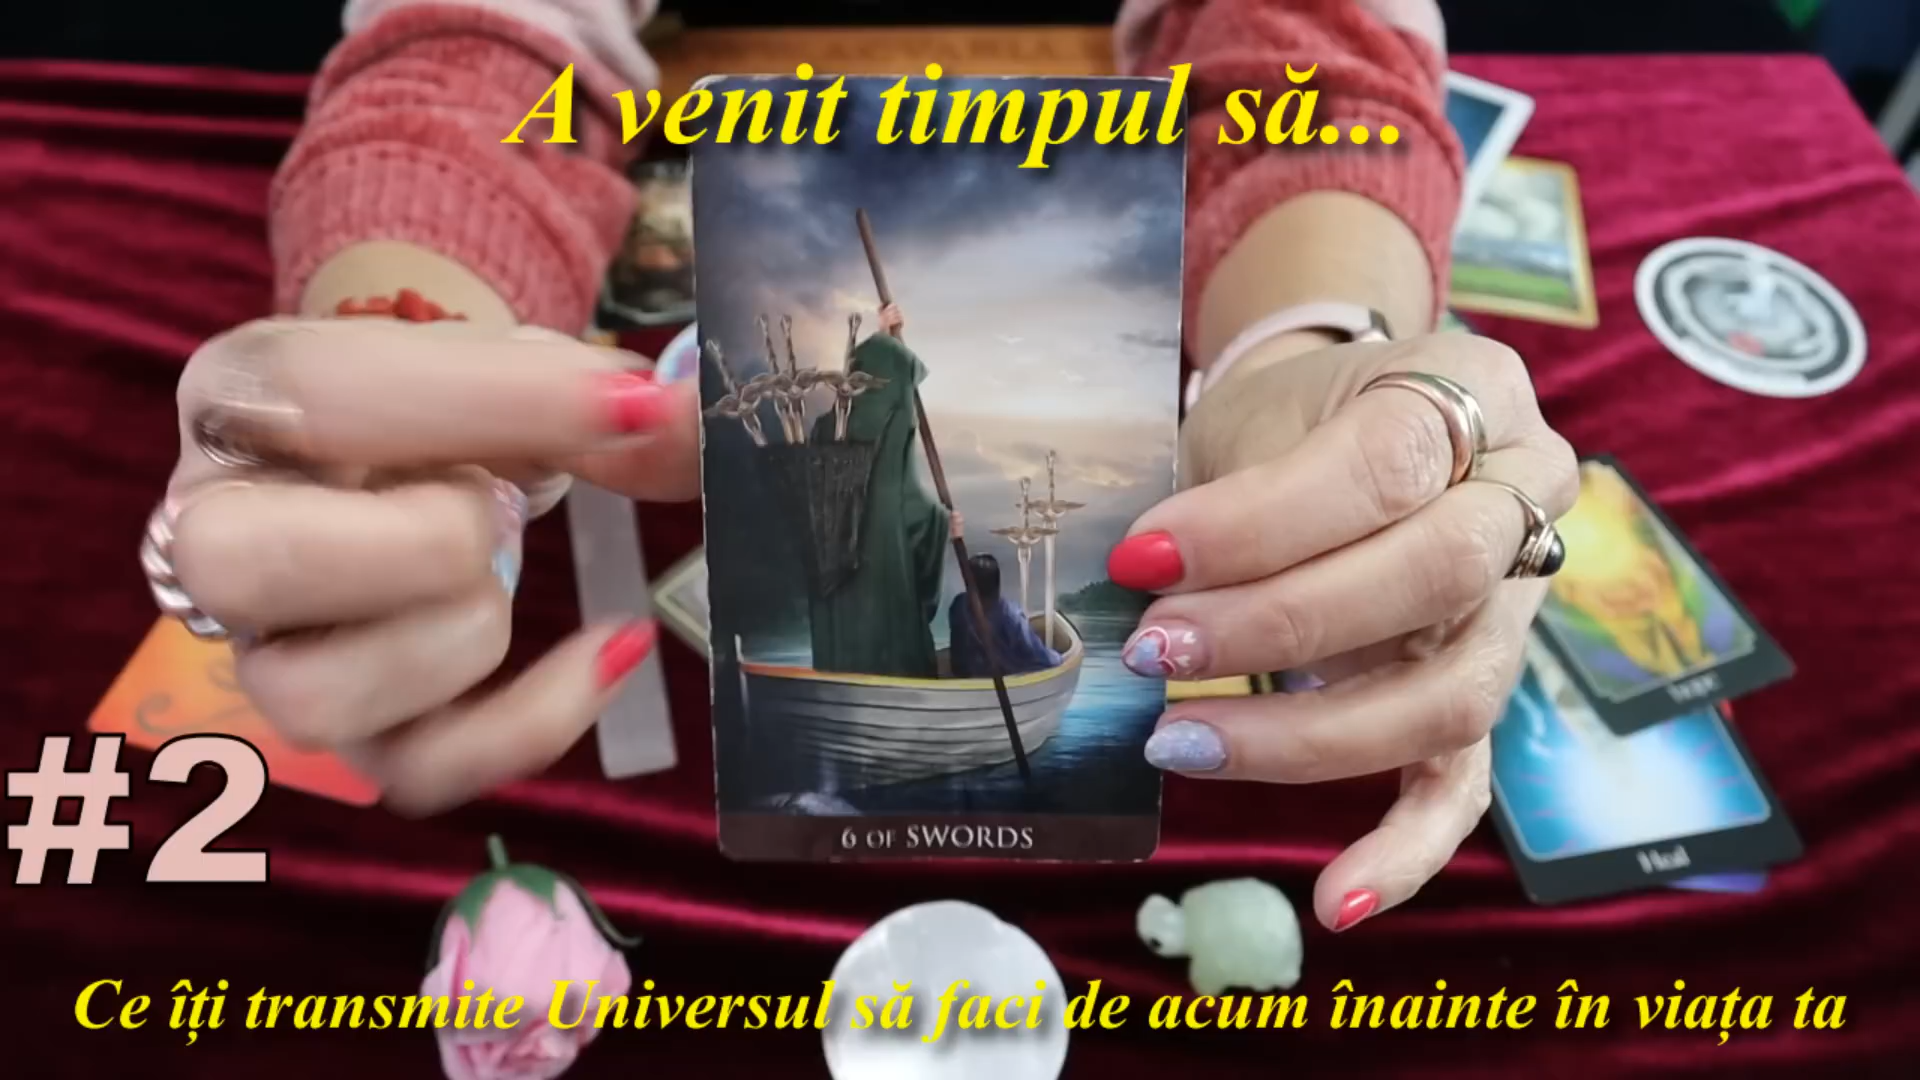 A venit timpul să...
6 OF SWORDS
Heal
#2
Ce îți transmite Universul să faci de acum înainte în viața ta